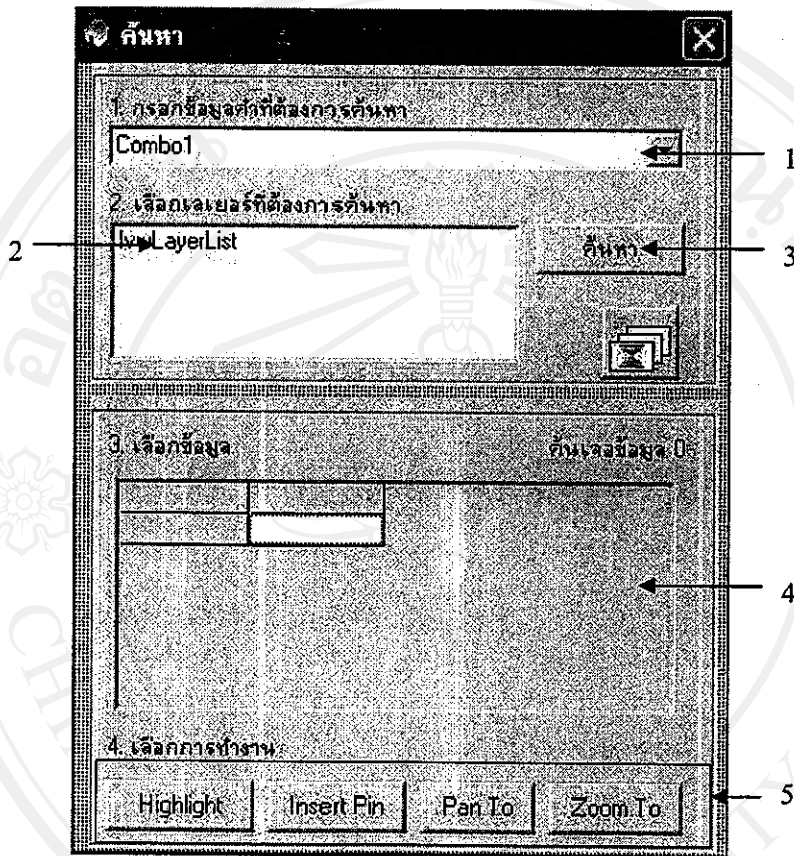 ค้นหา
1. กรอกข้อมูลคำที่ต้องการค้นหา
Combo1
1
2. เลือกเลเยอร์ที่ต้องการค้นหา
2
lvwLayerList
ค้นหา
3
3. เลือกข้อมูล
ค้นเจอข้อมูล 0
4
4. เลือกการทำงาน
Highlight
Insert Pin
Pan To
Zoom To
5